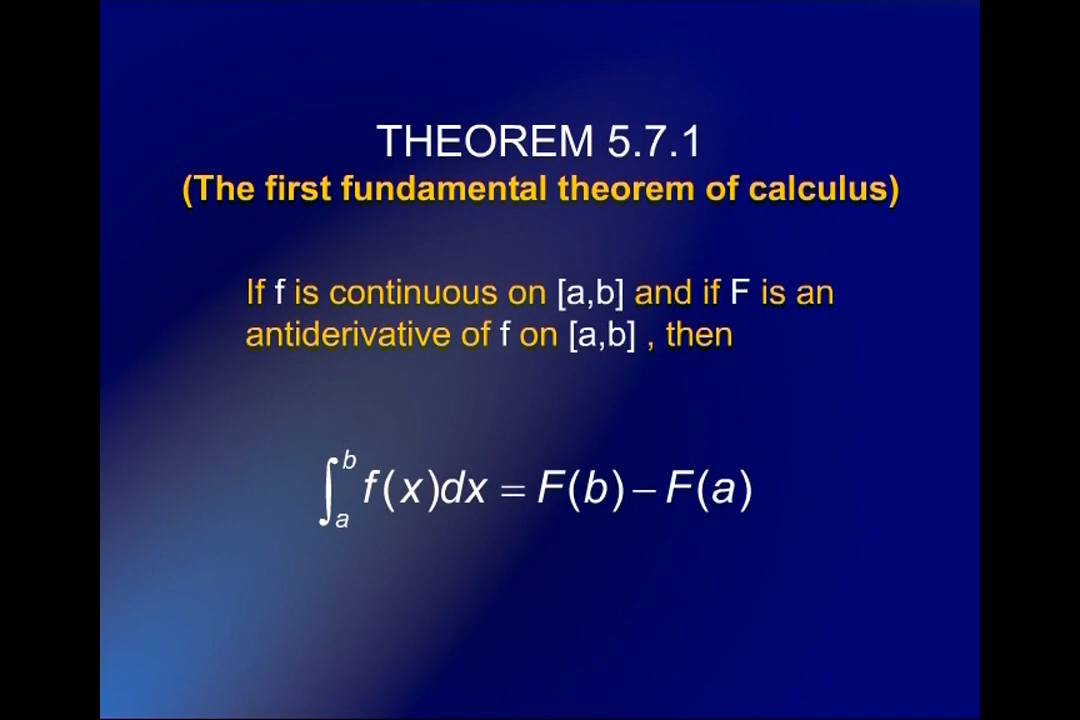 THEOREM 5.7.1
(The first fundamental theorem of calculus)
If f is continuous on [a,b] and if F is an
antiderivative of f on [a,b] , then
∫_a^b f(x)dx = F(b) − F(a)